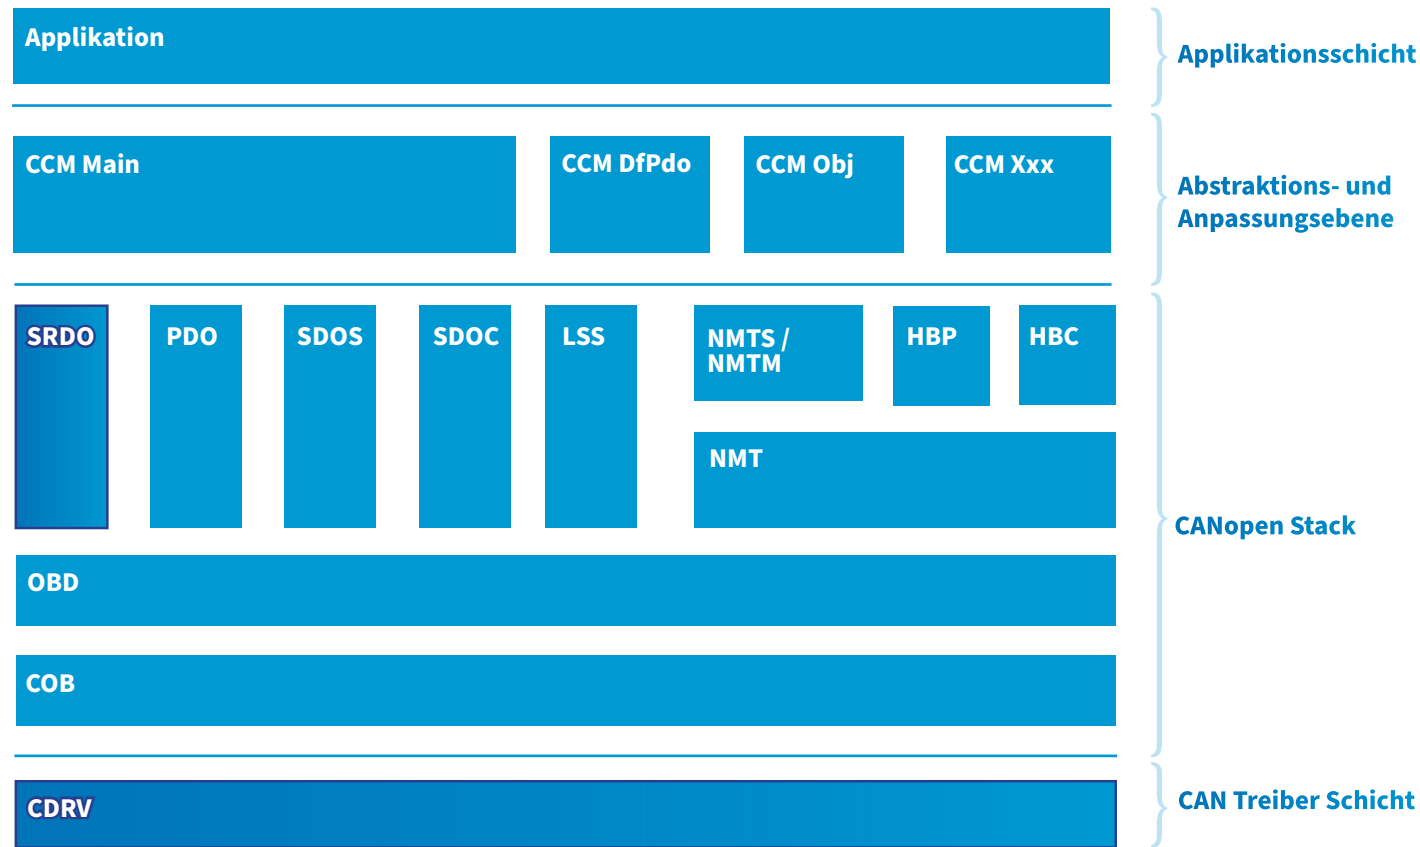 Applikation
Applikationsschicht
CCM Main
CCM DfPdo
CCM Obj
CCM Xxx
Abstraktions- und
Anpassungsebene
SRDO
PDO
SDOS
SDOC
LSS
NMTS /
NMTM
HBP
HBC
NMT
CANopen Stack
OBD
COB
CDRV
CAN Treiber Schicht